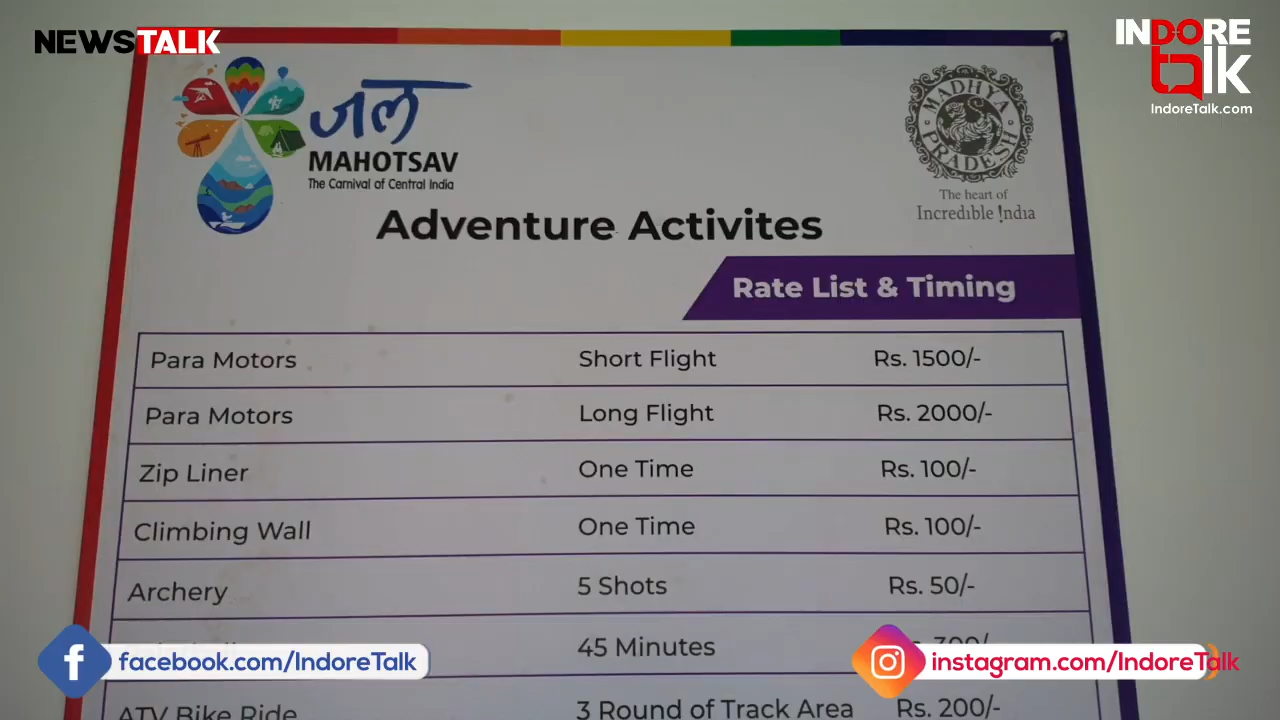 NEWSTALK
INDORE
talk
IndoreTalk.com
जल
MAHOTSAV
The Carnival of Central India
MADHYA PRADESH
The heart of
Incredible !ndia
Adventure Activites
Rate List & Timing
Para Motors Short Flight Rs. 1500/-
Para Motors Long Flight Rs. 2000/-
Zip Liner One Time Rs. 100/-
Climbing Wall One Time Rs. 100/-
Archery 5 Shots Rs. 50/-
45 Minutes
ATV Bike Ride 3 Round of Track Area Rs. 200/-
facebook.com/IndoreTalk
instagram.com/IndoreTalk